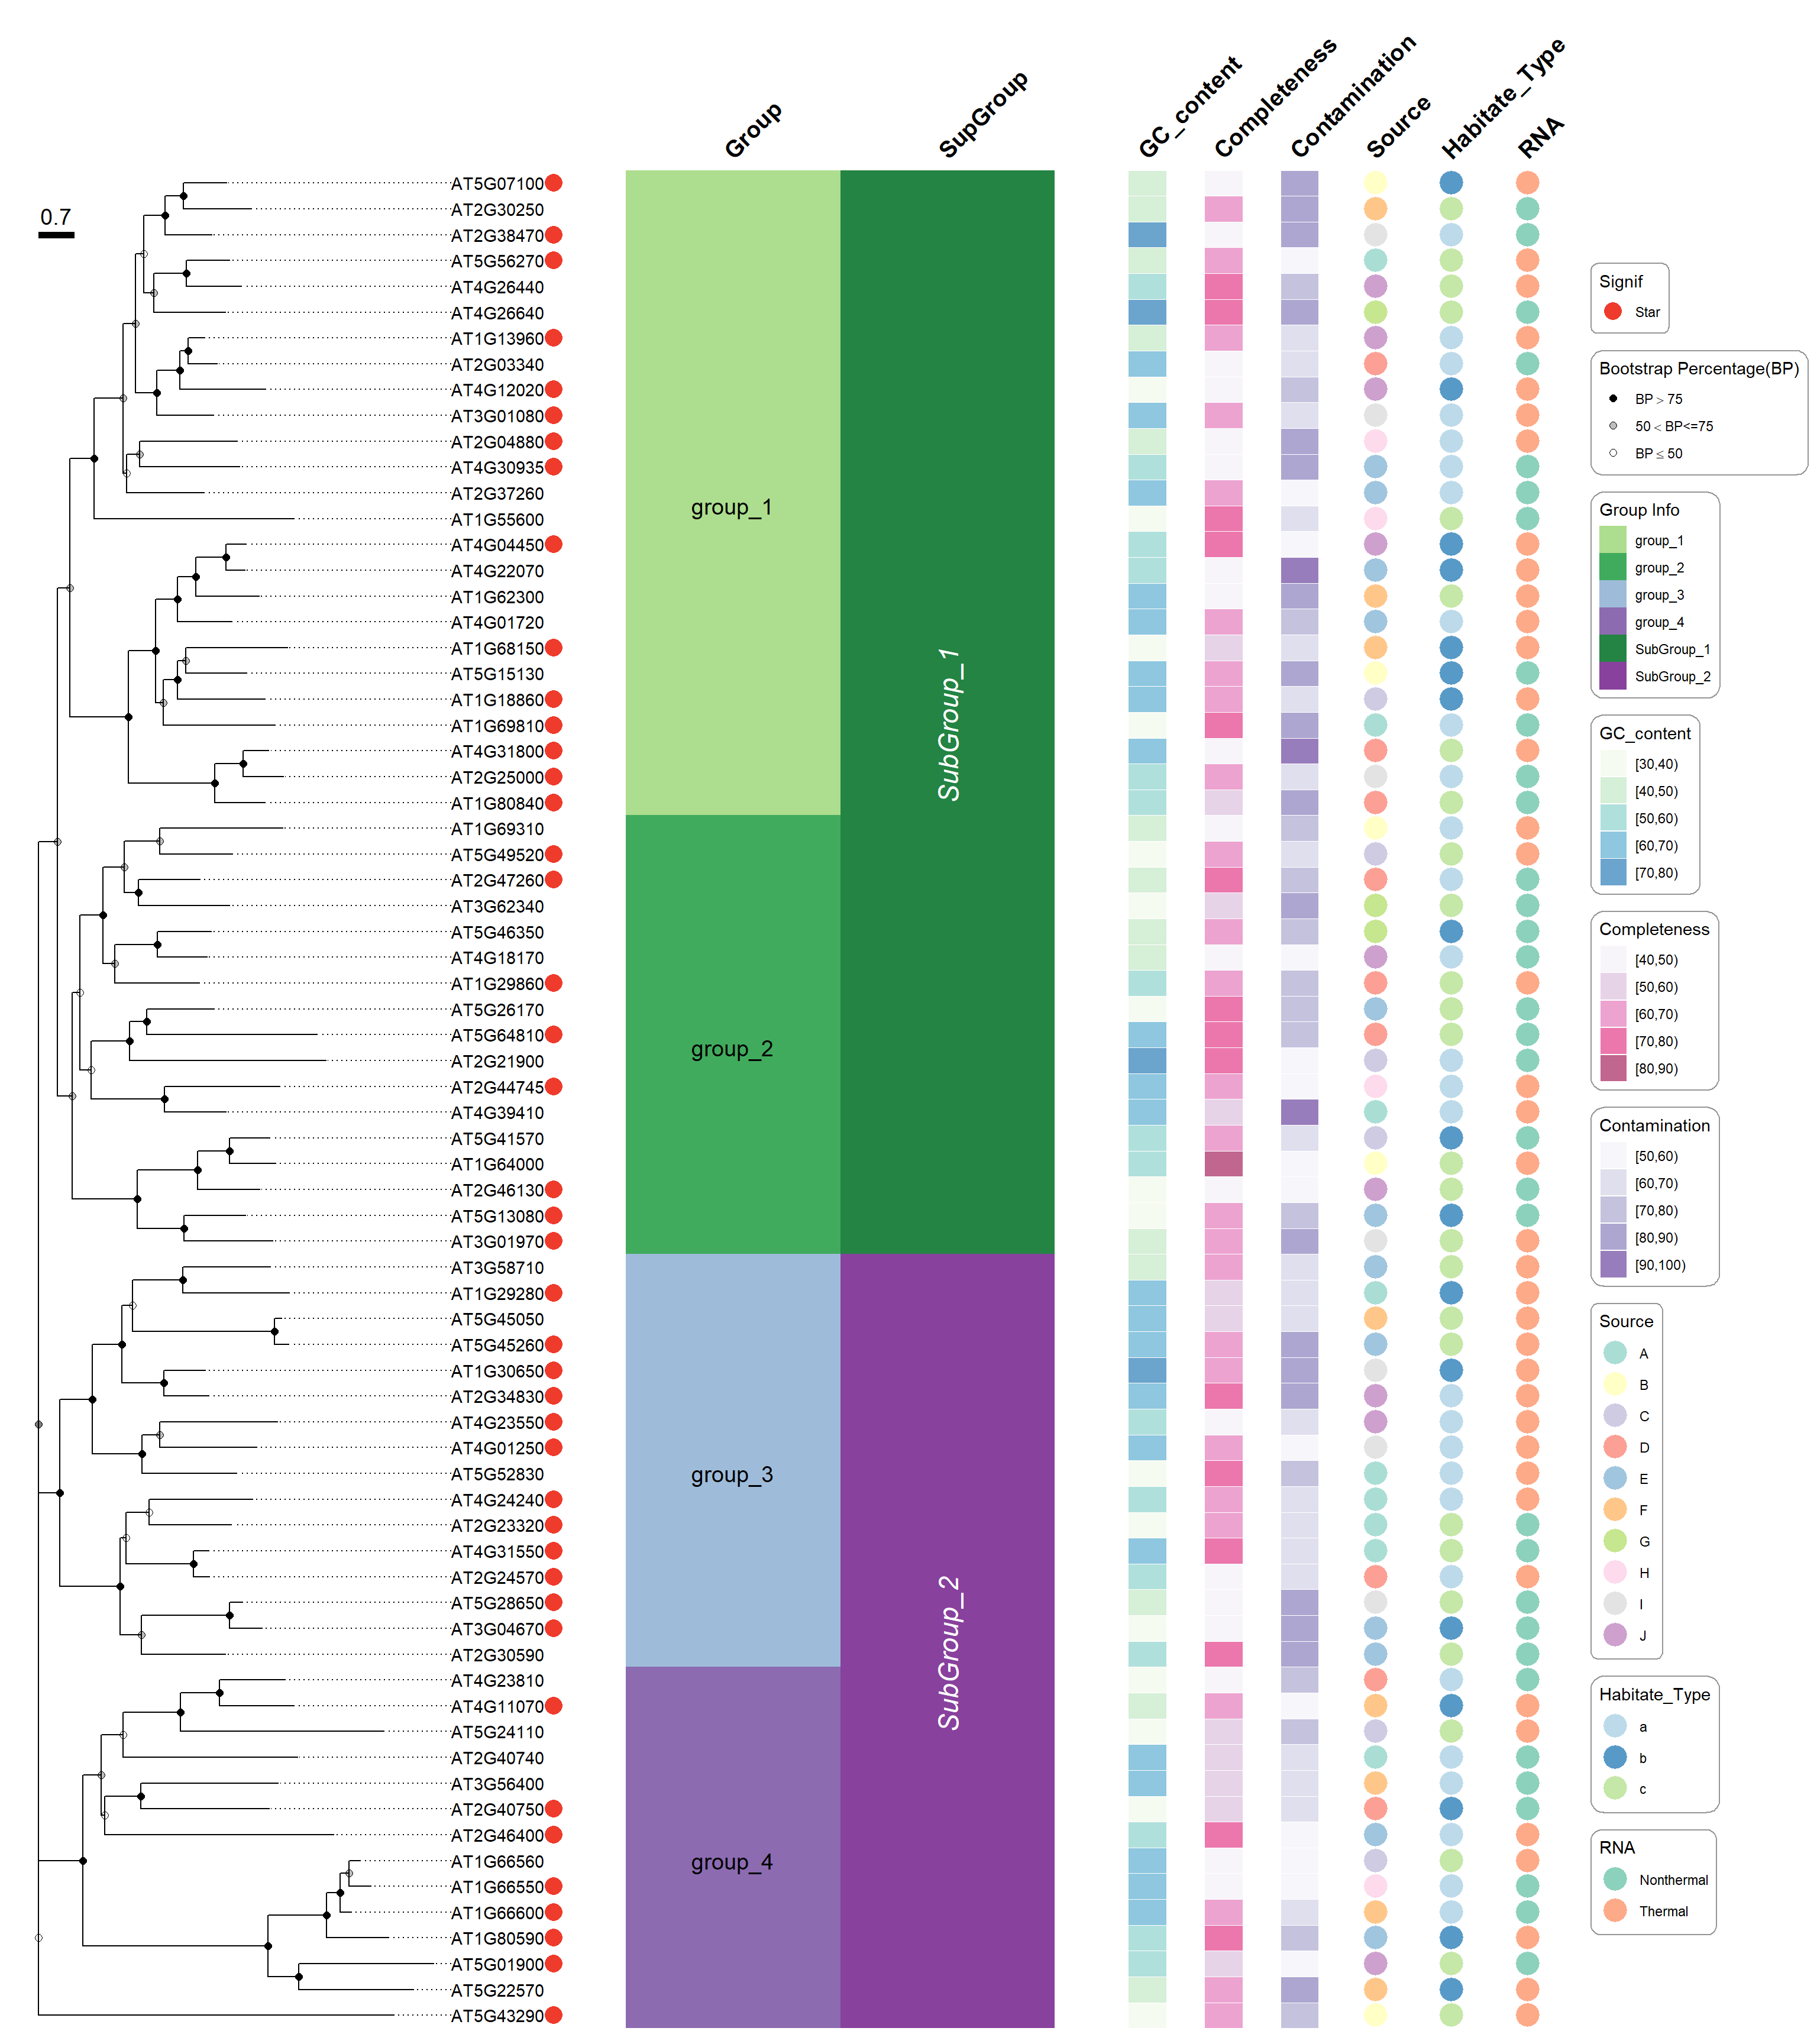 Group
SupGroup
GC_content
Completeness
Contamination
Source
Habitate_Type
RNA
0.7
AT5G07100
AT2G30250
AT2G38470
AT5G56270
AT4G26440
AT4G26640
AT1G13960
AT2G03340
AT4G12020
AT3G01080
AT2G04880
AT4G30935
AT2G37260
AT1G55600
AT4G04450
AT4G22070
AT1G62300
AT4G01720
AT1G68150
AT5G15130
AT1G18860
AT1G69810
AT4G31800
AT2G25000
AT1G80840
AT1G69310
AT5G49520
AT2G47260
AT3G62340
AT5G46350
AT4G18170
AT1G29860
AT5G26170
AT5G64810
AT2G21900
AT2G44745
AT4G39410
AT5G41570
AT1G64000
AT2G46130
AT5G13080
AT3G01970
AT3G58710
AT1G29280
AT5G45050
AT5G45260
AT1G30650
AT2G34830
AT4G23550
AT4G01250
AT5G52830
AT4G24240
AT2G23320
AT4G31550
AT2G24570
AT5G28650
AT3G04670
AT2G30590
AT4G23810
AT4G11070
AT5G24110
AT2G40740
AT3G56400
AT2G40750
AT2G46400
AT1G66560
AT1G66550
AT1G66600
AT1G80590
AT5G01900
AT5G22570
AT5G43290
group_1
group_2
group_3
group_4
SubGroup_1
SubGroup_2
Signif
Star
Bootstrap Percentage(BP)
BP > 75
50 < BP<=75
BP ≤ 50
Group Info
group_1
group_2
group_3
group_4
SubGroup_1
SubGroup_2
GC_content
[30,40)
[40,50)
[50,60)
[60,70)
[70,80)
Completeness
[40,50)
[50,60)
[60,70)
[70,80)
[80,90)
Contamination
[50,60)
[60,70)
[70,80)
[80,90)
[90,100)
Source
A
B
C
D
E
F
G
H
I
J
Habitate_Type
a
b
c
RNA
Nonthermal
Thermal